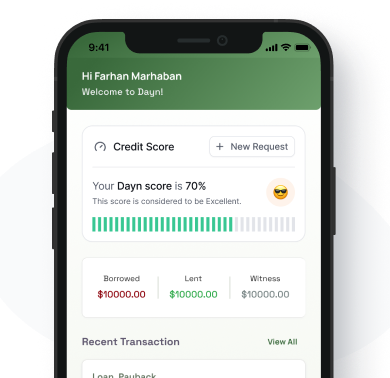 9:41
Hi Farhan Marhaban
Welcome to Dayn!
Credit Score
+ New Request
Your Dayn score is 70%
This score is considered to be Excellent.
Borrowed Lent Witness
$10000.00 $10000.00 $10000.00
Recent Transaction View All
Loan Payback